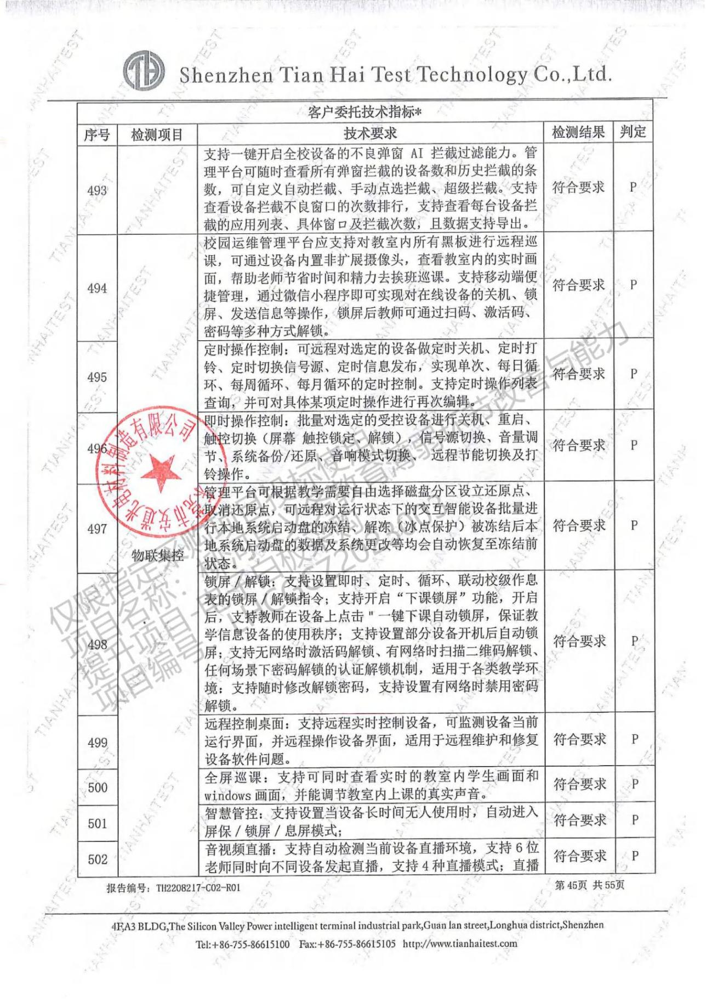 Shenzhen Tian Hai Test Technology Co.,Ltd.
客户委托技术指标*
序号 检测项目 技术要求 检测结果 判定
493
支持一键开启全校设备的不良弹窗 AI 拦截过滤能力。管
理平台可随时查看所有弹窗拦截的设备数和历史拦截的条
数，可自定义自动拦截、手动点选拦截、超级拦截。支持
查看设备拦截不良窗口的次数排行，支持查看每台设备拦
截的应用列表、具体窗口及拦截次数，且数据支持导出。
符合要求 P
494
校园运维管理平台应支持对教室内所有黑板进行远程巡
课，可通过设备内置非扩展摄像头，查看教室内的实时画
面，帮助老师节省时间和精力去挨班巡课。支持移动端便
捷管理，通过微信小程序即可实现对在线设备的关机、锁
屏、发送信息等操作，锁屏后教师可通过扫码、激活码、
密码等多种方式解锁。
符合要求 P
495
定时操作控制：可远程对选定的设备做定时关机、定时打
铃、定时切换信号源、定时信息发布，实现单次、每日循
环、每周循环、每月循环的定时控制。支持定时操作列表
查询，并可对具体某项定时操作进行再次编辑。
符合要求 P
496
即时操作控制：批量对选定的受控设备进行关机、重启、
触控切换（屏幕 触控锁定、解锁），信号源切换、音量调
节、系统备份/还原、音响模式切换、 远程节能切换及打
铃操作。
符合要求 P
物联集控
497
管理平台可根据教学需要自由选择磁盘分区设立还原点、
取消还原点，可远程对运行状态下的交互智能设备批量进
行本地系统启动盘的冻结、解冻（冰点保护）被冻结后本
地系统启动盘的数据及系统更改等均会自动恢复至冻结前
状态。
符合要求 P
498
锁屏/解锁：支持设置即时、定时、循环、联动校级作息
表的锁屏/解锁指令；支持开启“下课锁屏”功能，开启
后，支持教师在设备上点击"一键下课自动锁屏，保证教
学信息设备的使用秩序；支持设置部分设备开机后自动锁
屏；支持无网络时激活码解锁、有网络时扫描二维码解锁、
任何场景下密码解锁的认证解锁机制，适用于各类教学环
境；支持随时修改解锁密码，支持设置有网络时禁用密码
解锁。
符合要求 P
499
远程控制桌面：支持远程实时控制设备，可监测设备当前
运行界面，并远程操作设备界面，适用于远程维护和修复
设备软件问题。
符合要求 P
500
全屏巡课：支持可同时查看实时的教室内学生画面和
windows 画面，并能调节教室内上课的真实声音。
符合要求 P
501
智慧管控：支持设置当设备长时间无人使用时，自动进入
屏保/锁屏/息屏模式；
符合要求 P
502
音视频直播：支持自动检测当前设备直播环境，支持 6 位
老师同时向不同设备发起直播，支持 4 种直播模式；直播
符合要求 P
报告编号：TH2208217-C02-R01 第 45页 共 55页
4F,A3 BLDG,The Silicon Valley Power intelligent terminal industrial park,Guan lan street,Longhua district,Shenzhen
Tel:+86-755-86615100 Fax:+86-755-86615105 http://www.tianhaitest.com